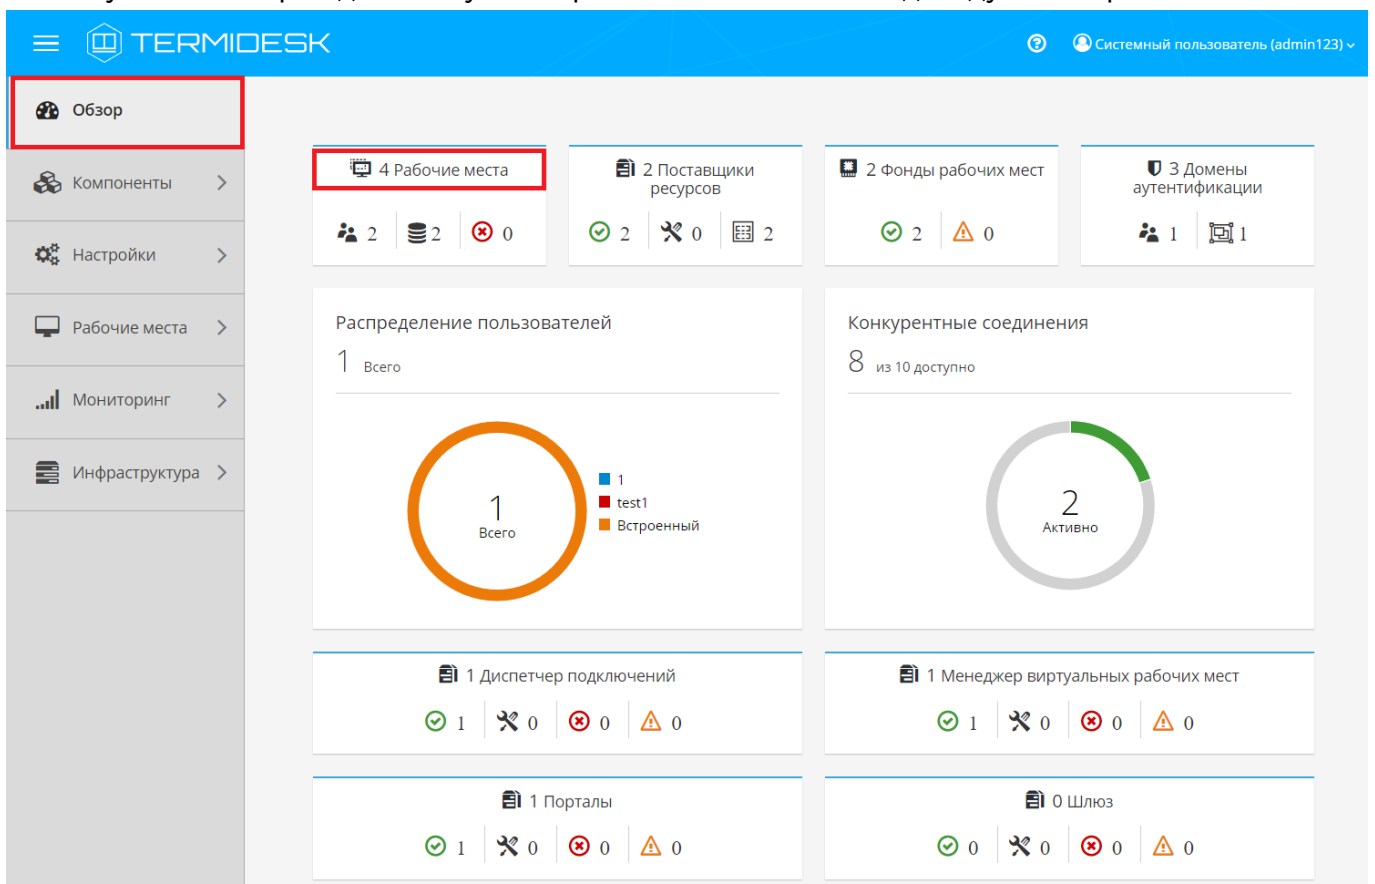 TERMIDESK
Системный пользователь (admin123)
Обзор
Компоненты
Настройки
Рабочие места
Мониторинг
Инфраструктура
4 Рабочие места
2
2
0
2 Поставщики
ресурсов
2
0
2
2 Фонды рабочих мест
2
0
3 Домены
аутентификации
1
1
Распределение пользователей
1 Всего
1
Всего
1
test1
Встроенный
Конкурентные соединения
8 из 10 доступно
2
Активно
1 Диспетчер подключений
1
0
0
0
1 Менеджер виртуальных рабочих мест
1
0
0
0
1 Порталы
1
0
0
0
0 Шлюз
0
0
0
0